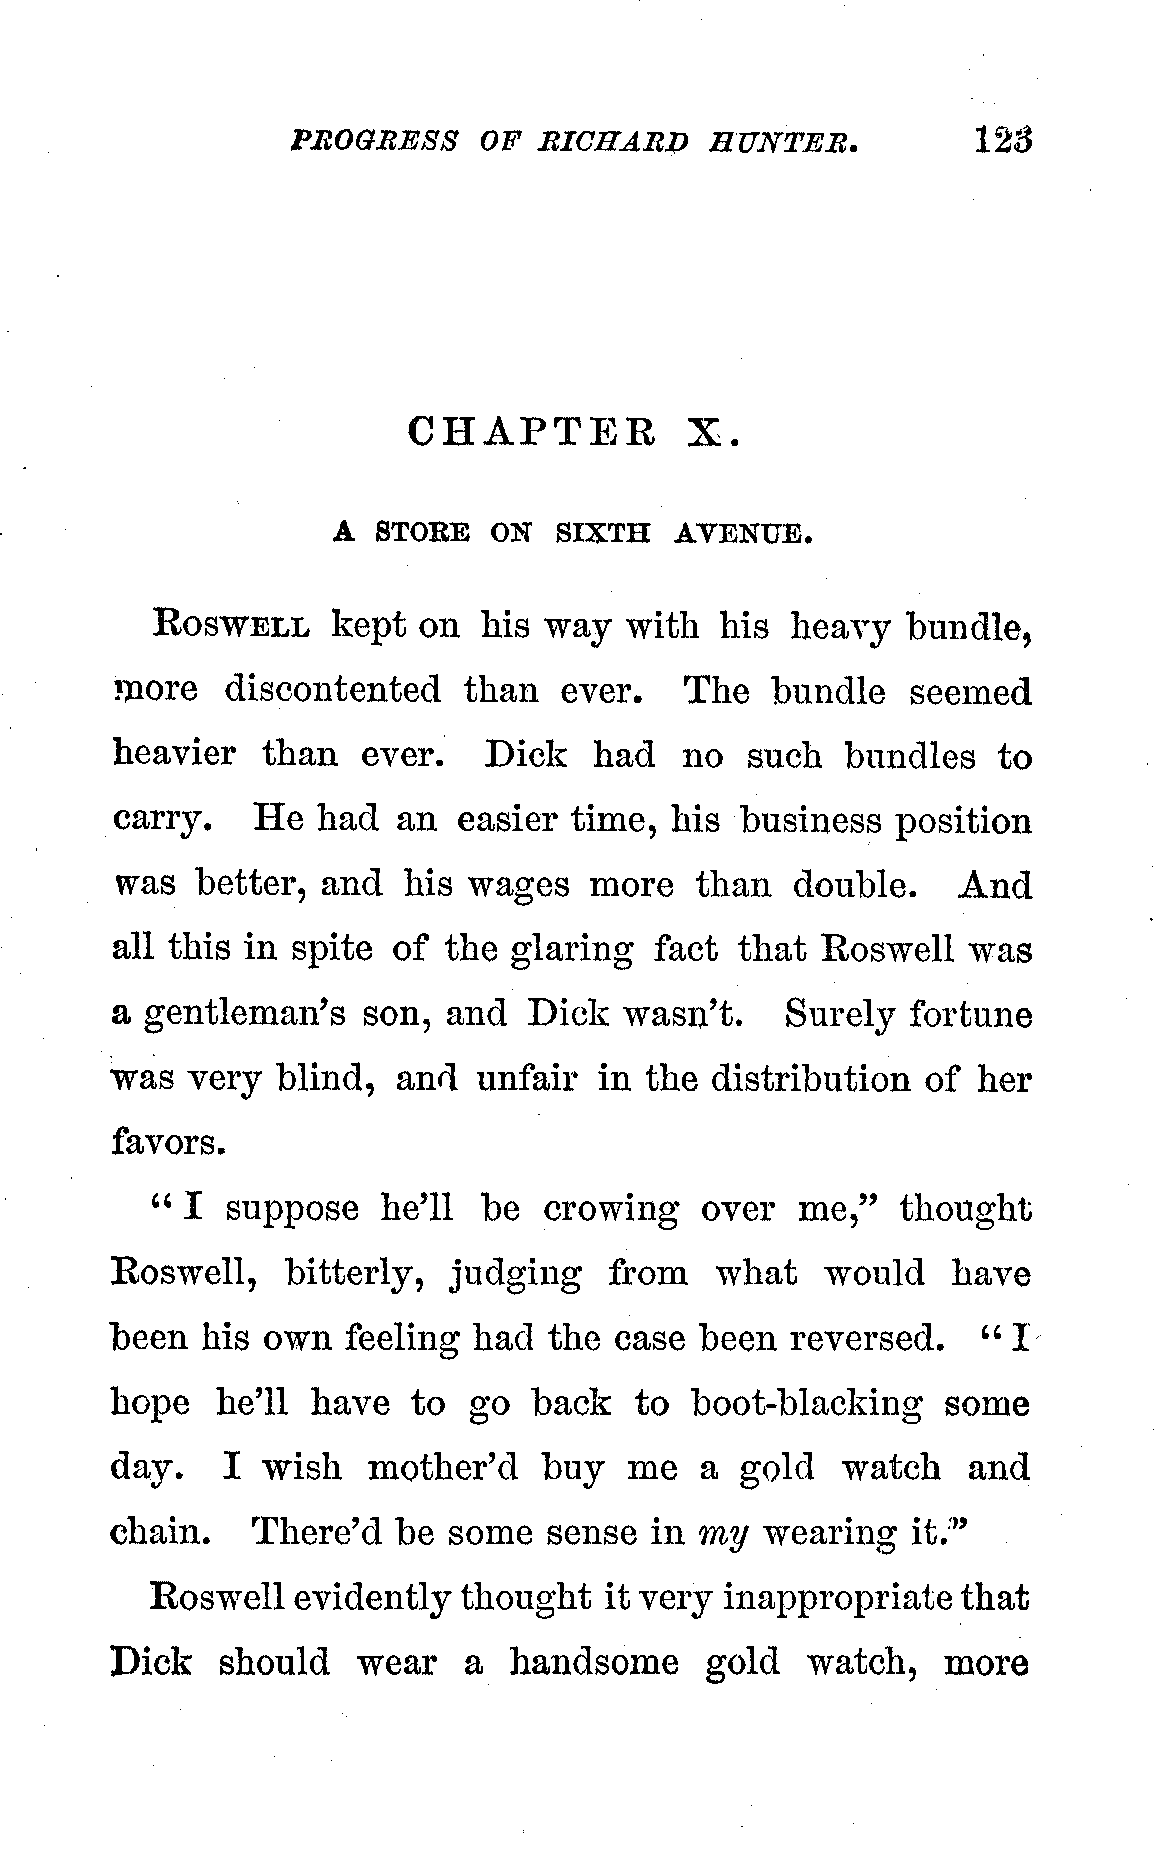 PROGRESS OF RICHARD HUNTER. 123
CHAPTER X.
A STORE ON SIXTH AVENUE.
ROSWELL kept on his way with his heavy bundle,
more discontented than ever. The bundle seemed
heavier than ever. Dick had no such bundles to
carry. He had an easier time, his business position
was better, and his wages more than double. And
all this in spite of the glaring fact that Roswell was
a gentleman's son, and Dick wasn't. Surely fortune
was very blind, and unfair in the distribution of her
favors.
"I suppose he'll be crowing over me," thought
Roswell, bitterly, judging from what would have
been his own feeling had the case been reversed. "I
hope he'll have to go back to boot-blacking some
day. I wish mother'd buy me a gold watch and
chain. There'd be some sense in my wearing it."
Roswell evidently thought it very inappropriate that
Dick should wear a handsome gold watch, more